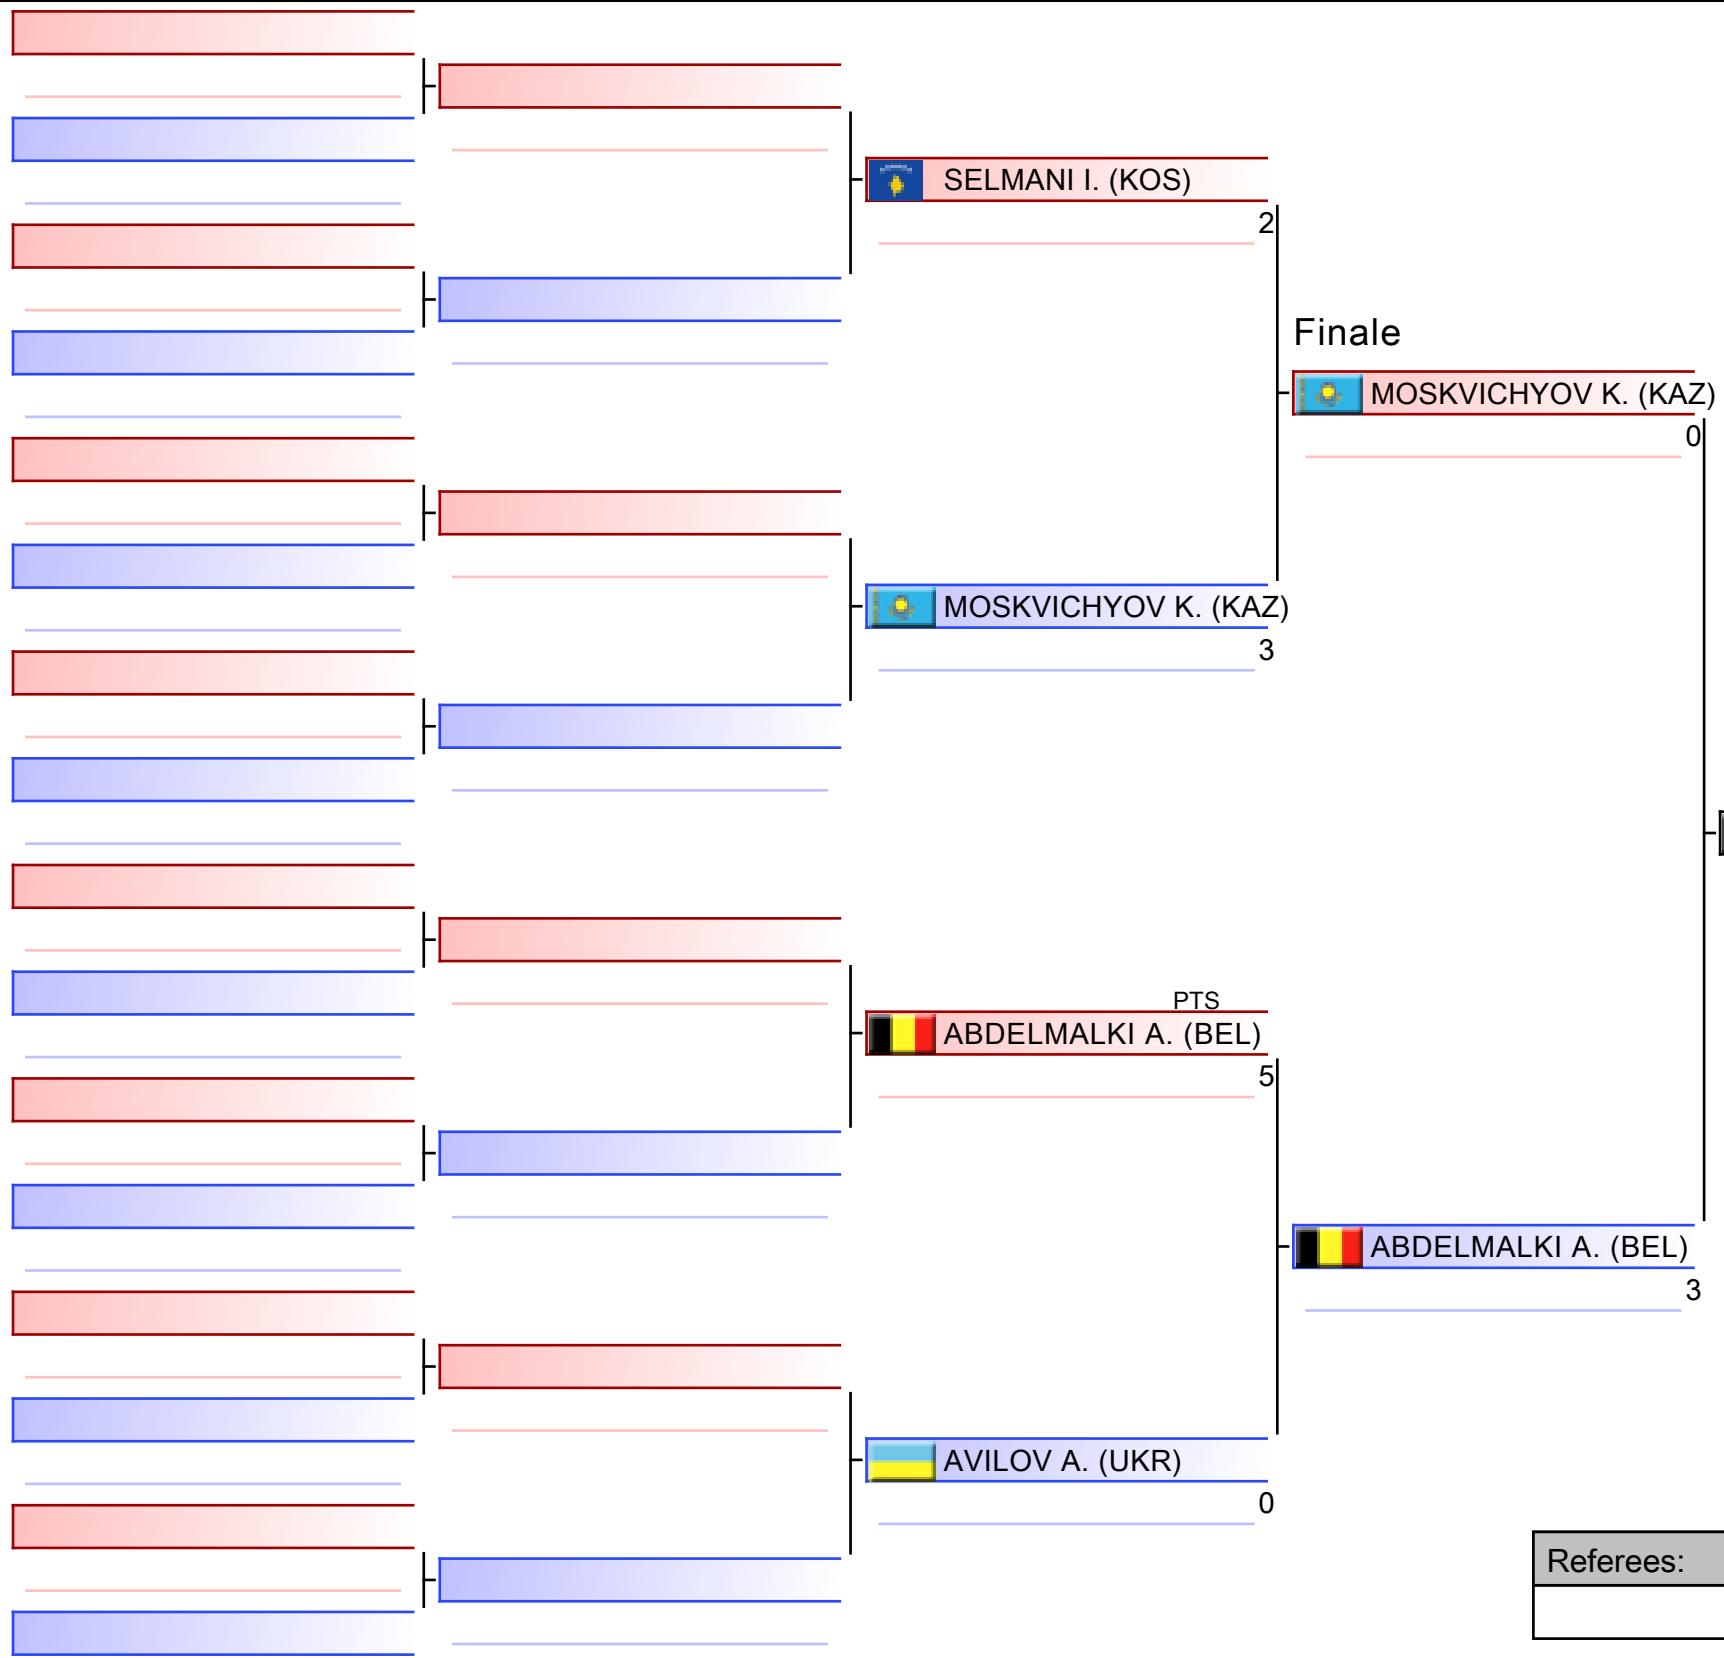 SELMANI I. (KOS)
2
Finale
MOSKVICHYOV K. (KAZ)
0
MOSKVICHYOV K. (KAZ)
3
PTS
ABDELMALKI A. (BEL)
5
ABDELMALKI A. (BEL)
3
AVILOV A. (UKR)
0
Referees: